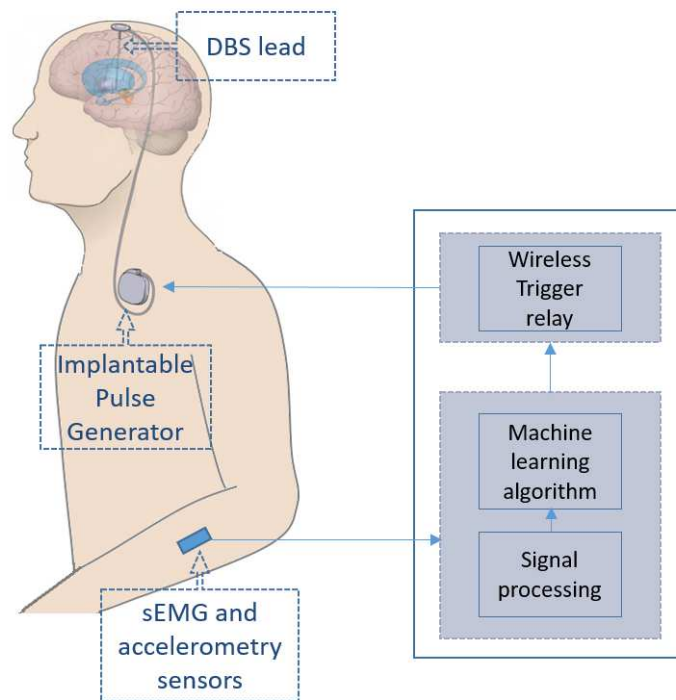 DBS lead
Implantable
Pulse
Generator
sEMG and
accelerometry
sensors
Wireless
Trigger
relay
Machine
learning
algorithm
Signal
processing